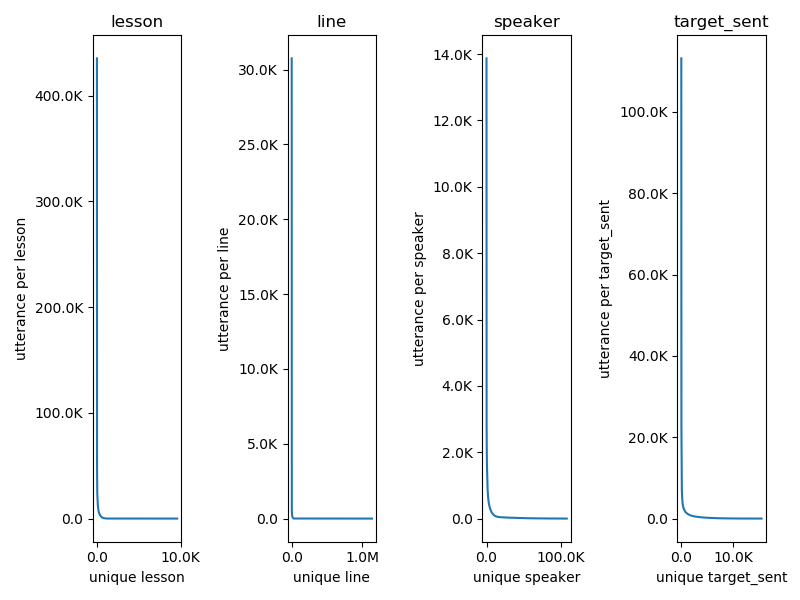 lesson
400.0K
300.0K
200.0K
100.0K
0.0
utterance per lesson
0.0 10.0K
unique lesson
line
30.0K
25.0K
20.0K
15.0K
10.0K
5.0K
0.0
utterance per line
0.0 1.0M
unique line
speaker
14.0K
12.0K
10.0K
8.0K
6.0K
4.0K
2.0K
0.0
utterance per speaker
0.0 100.0K
unique speaker
target_sent
100.0K
80.0K
60.0K
40.0K
20.0K
0.0
utterance per target_sent
0.0 10.0K
unique target_sent